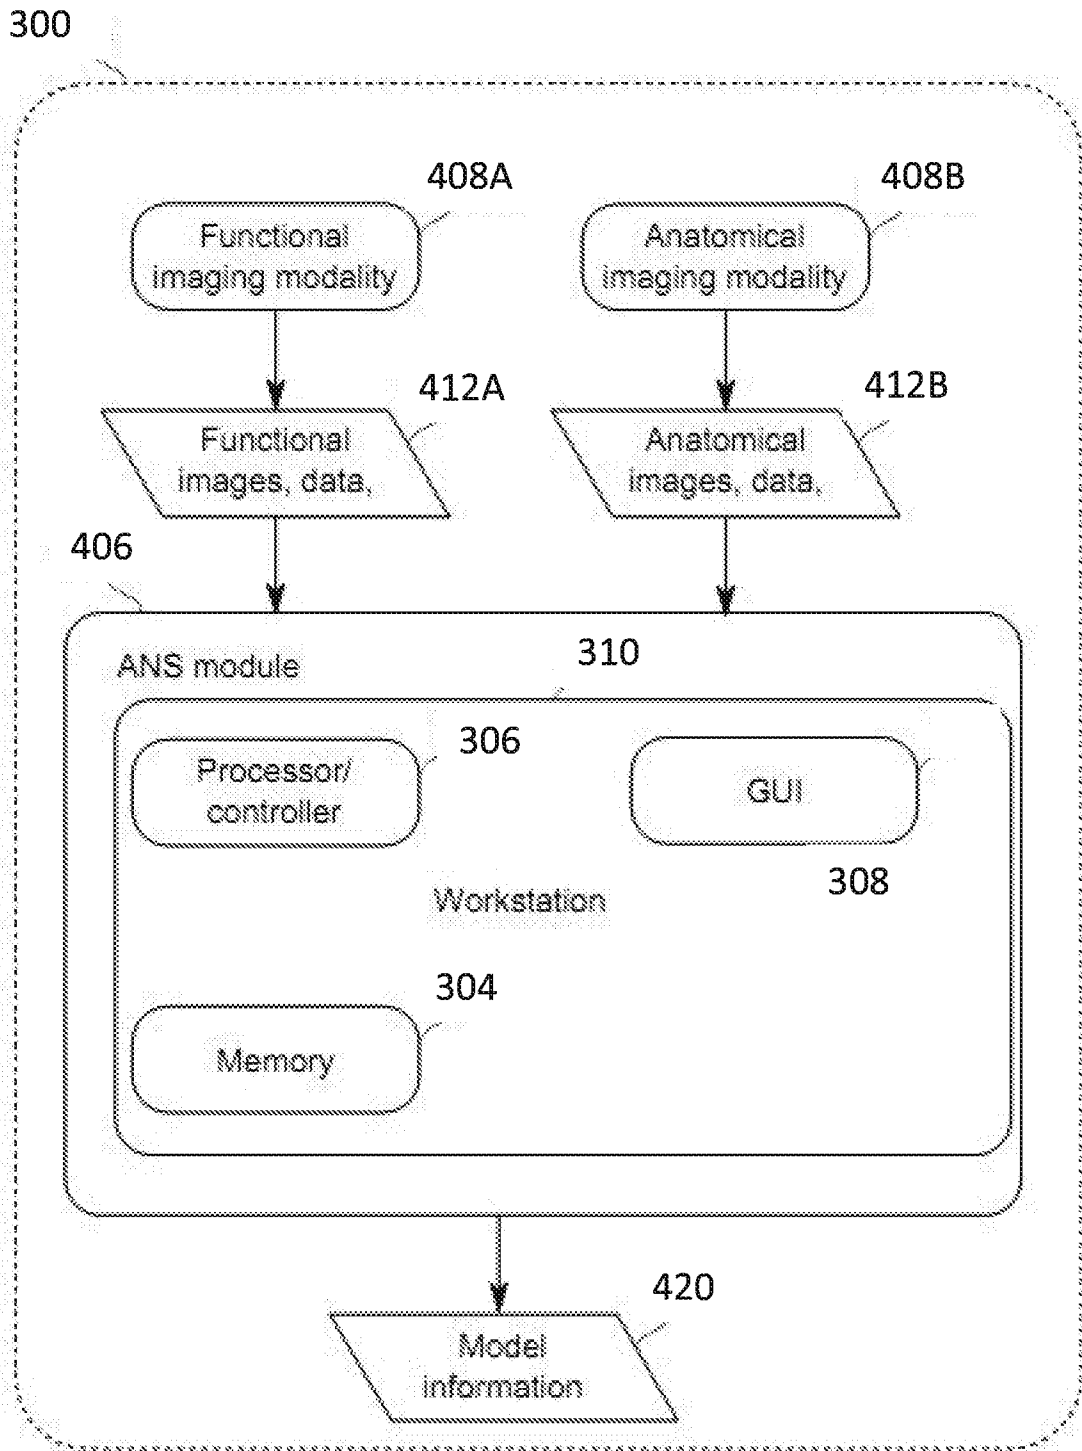 300
408A
408B
Functional
imaging modality
Anatomical
imaging modality
412A
412B
Functional
images, data,
Anatomical
images, data,
406
ANS module
310
306
Processor/
controller
GUI
308
Workstation
304
Memory
420
Model
information